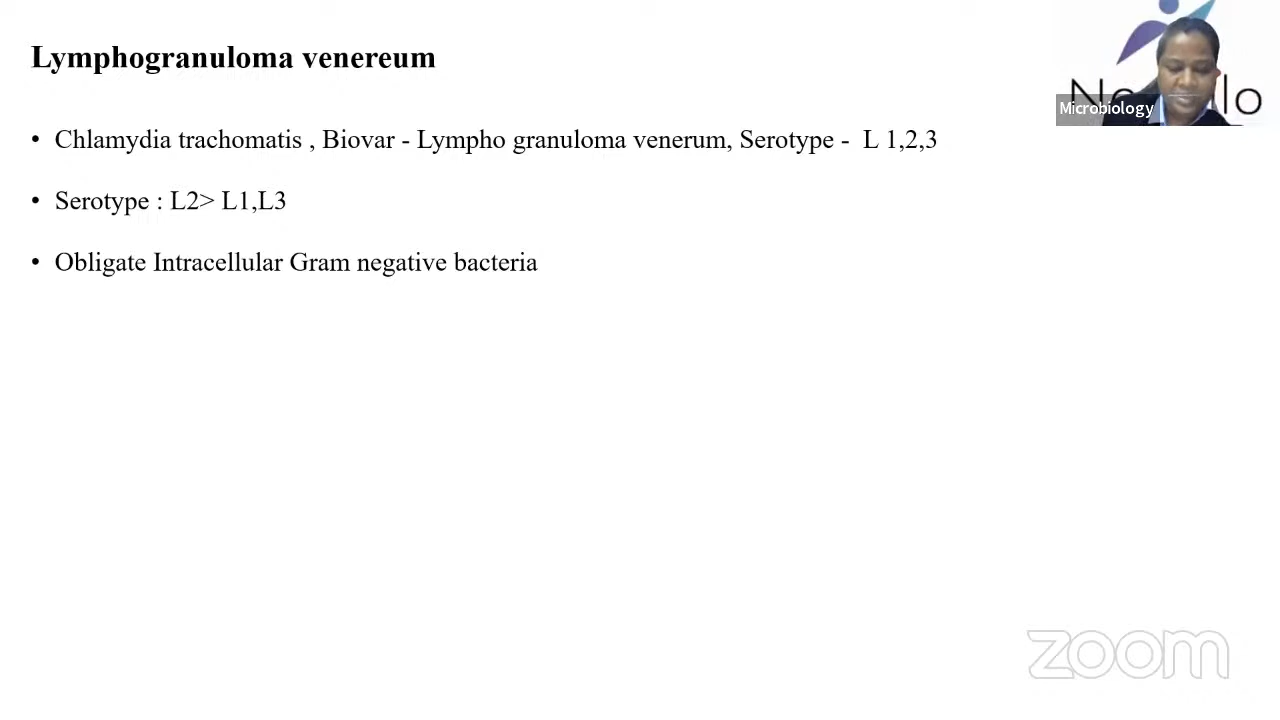 Lymphogranuloma venereum
Microbiology
• Chlamydia trachomatis , Biovar - Lympho granuloma venerum, Serotype - L 1,2,3
• Serotype : L2> L1,L3
• Obligate Intracellular Gram negative bacteria
zoom